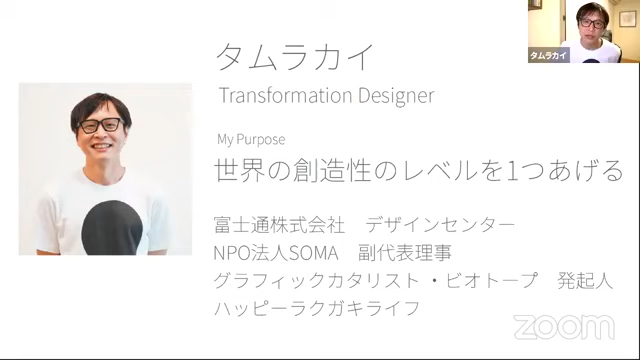 タムラカイ
Transformation Designer
My Purpose
世界の創造性のレベルを1つあげる
富士通株式会社　デザインセンター
NPO法人SOMA　副代表理事
グラフィックカタリスト・ビオトープ　発起人
ハッピーラクガキライフ
タムラカイ
zoom